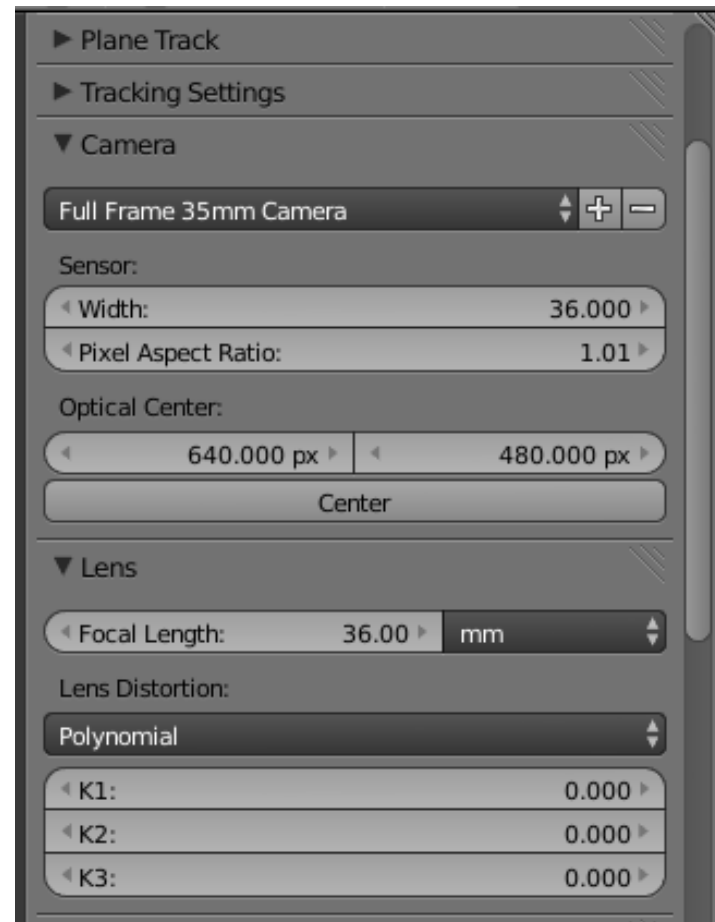 Plane Track
Tracking Settings
Camera
Full Frame 35mm Camera
Sensor:
Width: 36.000
Pixel Aspect Ratio: 1.01
Optical Center:
640.000 px 480.000 px
Center
Lens
Focal Length: 36.00 mm
Lens Distortion:
Polynomial
K1: 0.000
K2: 0.000
K3: 0.000